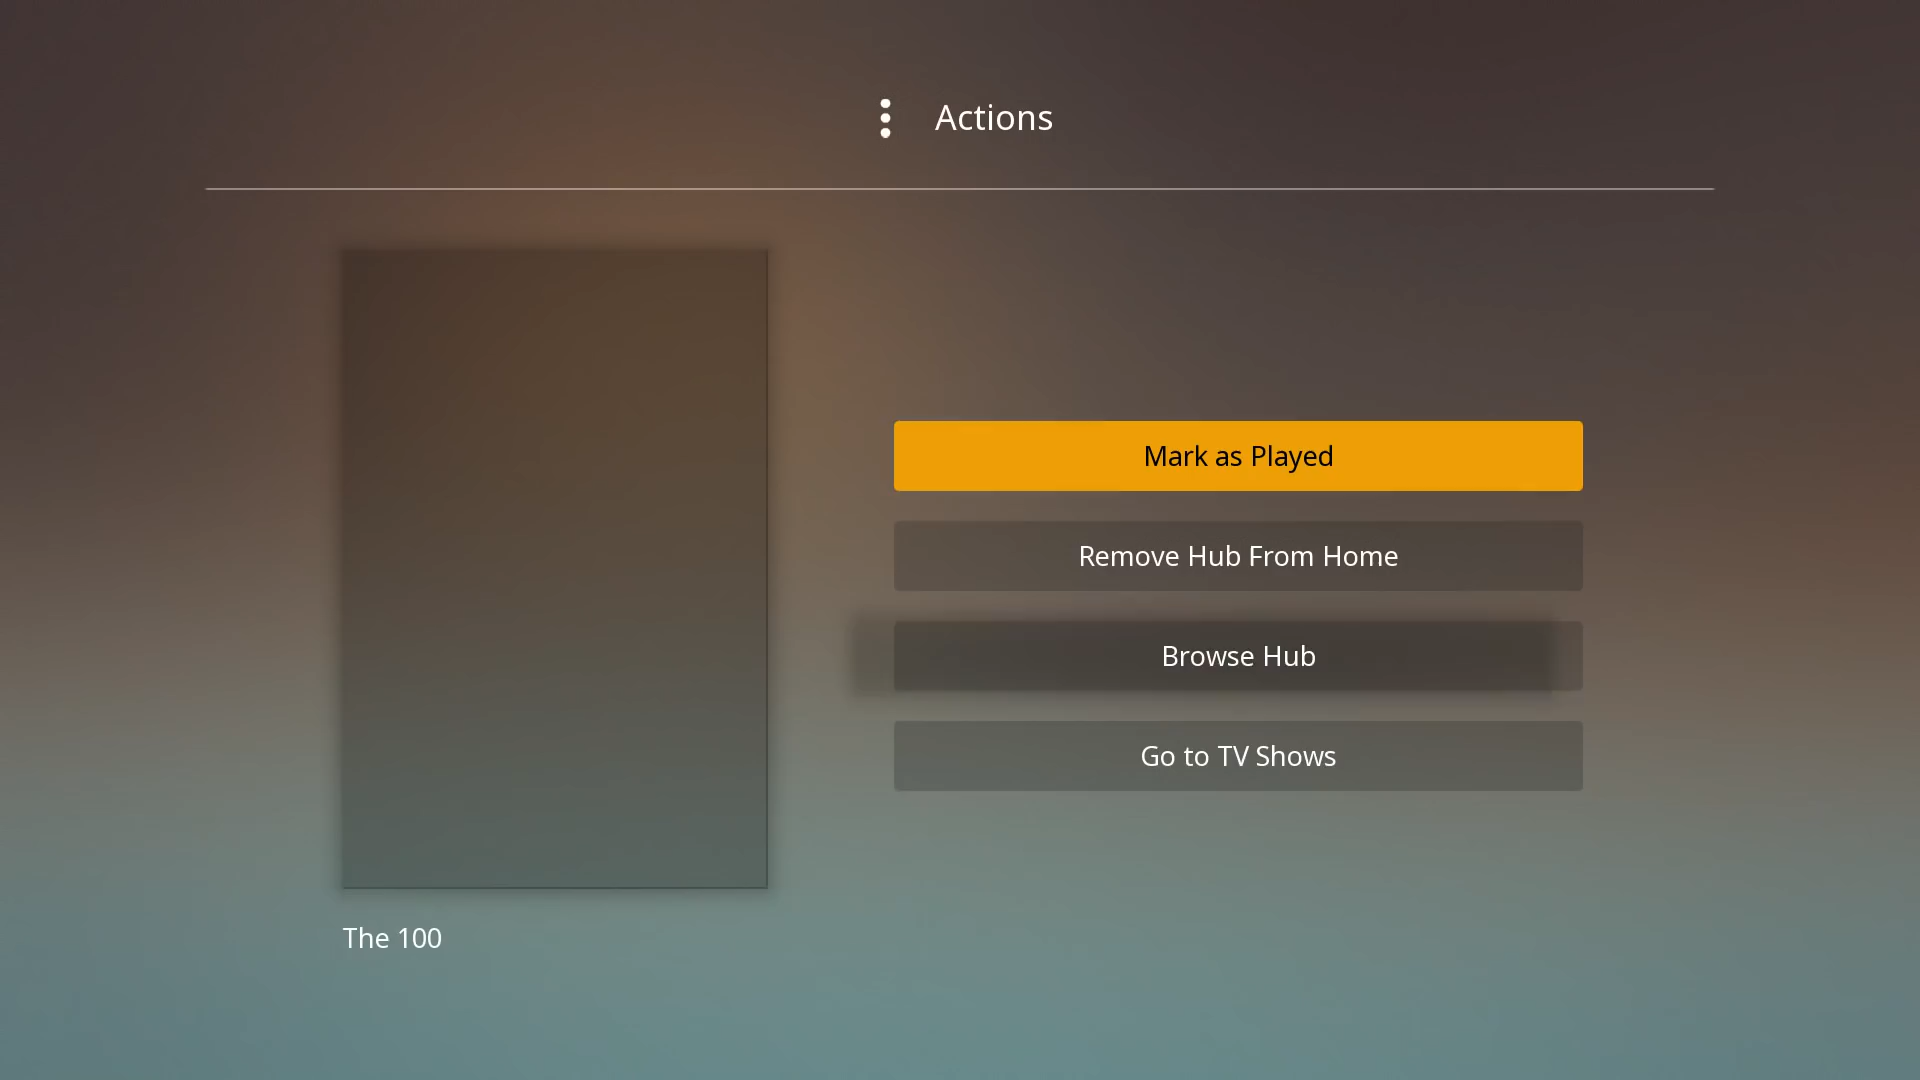 Actions
Mark as Played
Remove Hub From Home
Browse Hub
Go to TV Shows
The 100